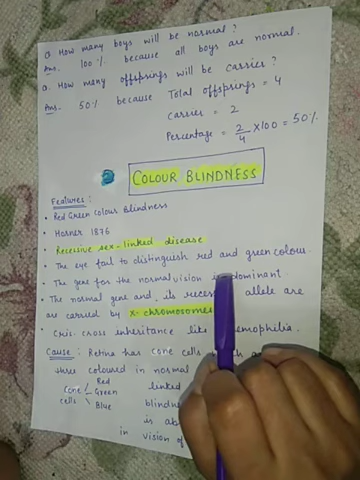 Q. How many boys will be normal?
Ans. 100% because all boys are normal.
Q. How many offsprings will be carrier?
Ans. 50% because Total offsprings = 4
Carrier = 2
Percentage = 2/4 ×100 = 50%
COLOUR BLINDNESS
Features:
• Red Green Colour Blindness
• Horner 1876
• Recessive sex-linked disease
• The eye fail to distinguish red and green colour.
• The gene for the normal vision is dominant.
• The normal gene and its allele are
are carried by X-chromosomes
• Criss cross inheritance like
Cause: Retina has cone cells
three coloured in normal
cone cells Red Green Blue
linked
blindne
is
in vision of